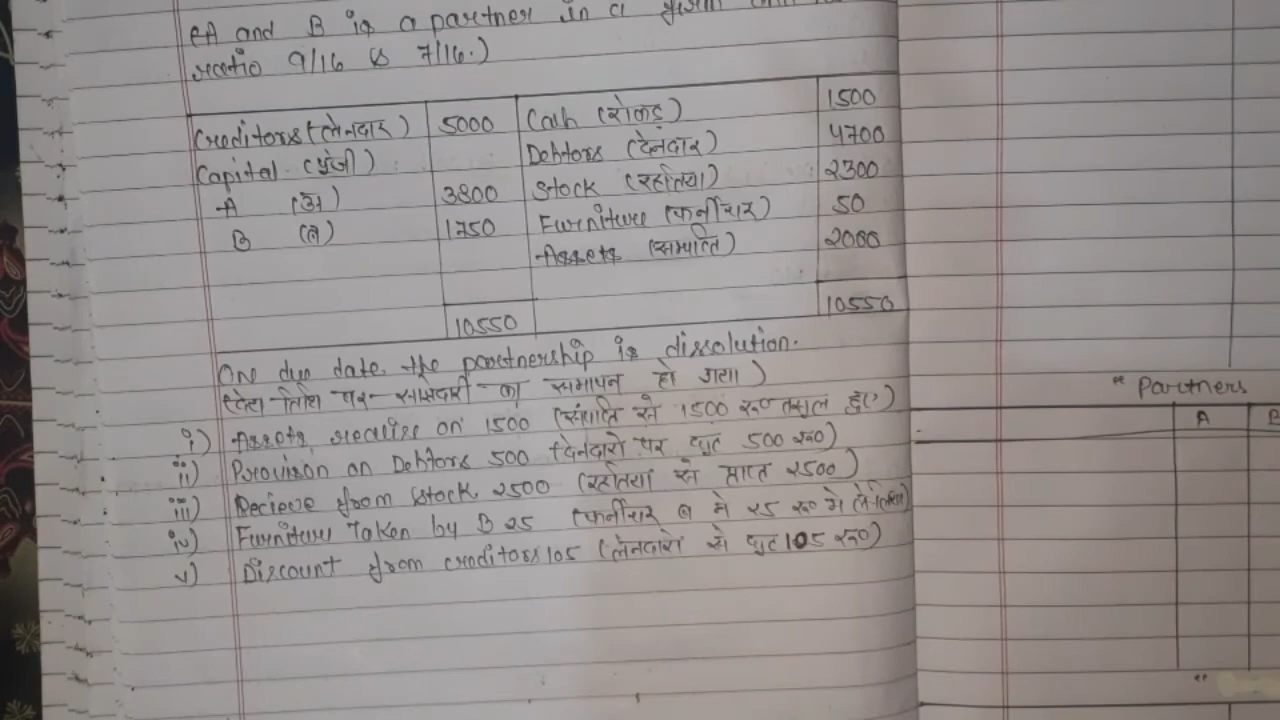 (A and B is a partner in a
ratio 9/16 & 7/16.)
Creditors (लेनदार) 5000 Cash (रोकड़) 1500
Capital (पूंजी) Debtors (देनदार) 4700
A (अ) 3800 Stock (रहतिया) 2300
B (ब) 1750 Furniture (फर्नीचर) 50
Assets (सम्पत्ति) 2000
10550 10550
On due date the partnership is dissolution.
तिथि पर साझेदारी का समापन हो गया)
i) Assets realise on 1500 (संपत्ति से 1500 रू० वसूल हुए)
ii) Provison on Debtors 500 (देनदारो पर छूट 500 रू०)
iii) Recieve from stock 2500 (रहतिया से प्राप्त 2500)
iv) Furniture Taken by B 25 (फर्नीचर B ने 25 रू० मे ले लिया)
v) Discount from creditors 105 (लेनदारो से छूट 105 रू०)
" Partners
A B